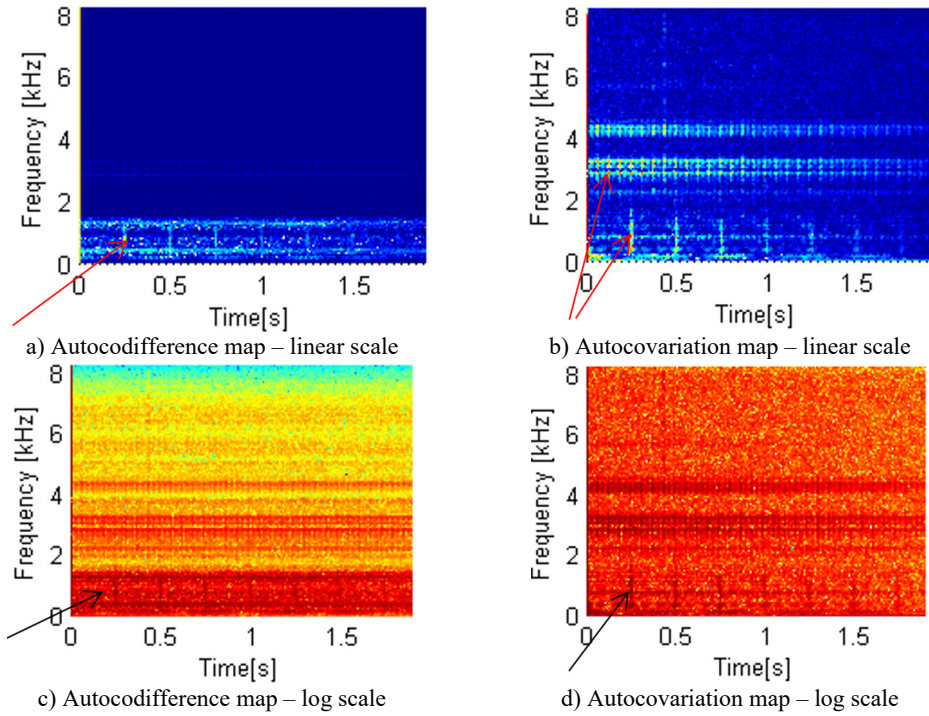 8
6
4
2
0
Frequency [kHz]
0 0.5 1 1.5
Time[s]
a) Autocodifference map – linear scale
8
6
4
2
0
Frequency [kHz]
0 0.5 1 1.5
Time[s]
b) Autocovariation map – linear scale
8
6
4
2
0
Frequency [kHz]
0 0.5 1 1.5
Time[s]
c) Autocodifference map – log scale
8
6
4
2
0
Frequency [kHz]
0 0.5 1 1.5
Time[s]
d) Autocovariation map – log scale